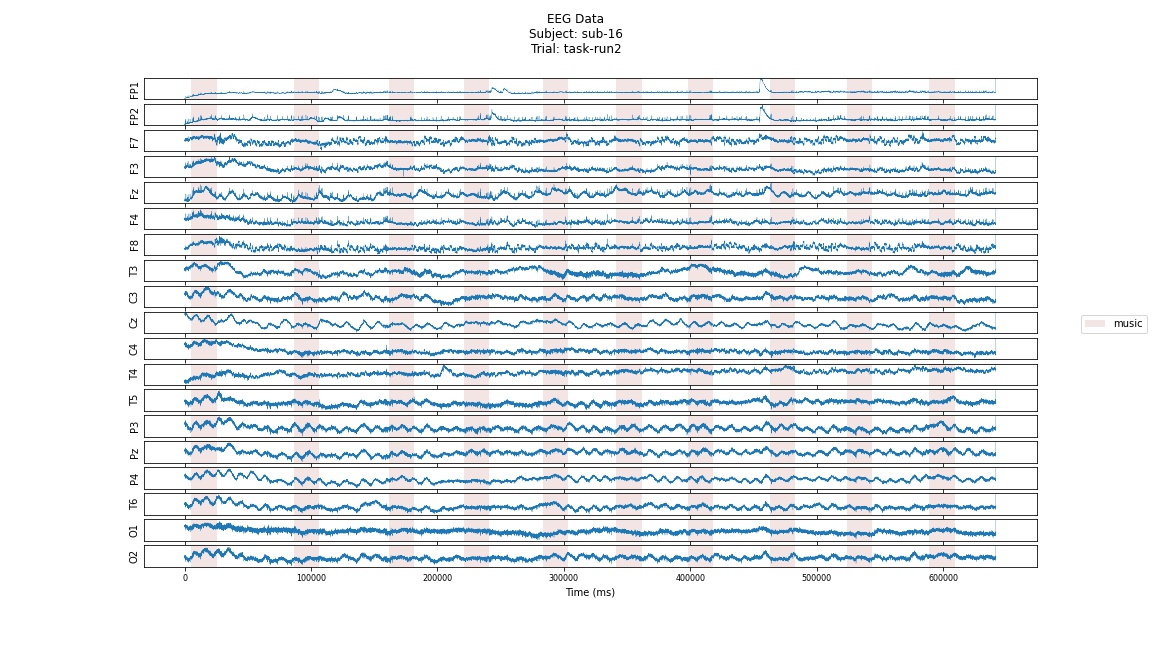 EEG Data
Subject: sub-16
Trial: task-run2
FP1
FP2
F7
F3
Fz
F4
F8
T3
C3
Cz
C4
T4
T5
P3
Pz
P4
T6
O1
O2
music
0 100000 200000 300000 400000 500000 600000
Time (ms)